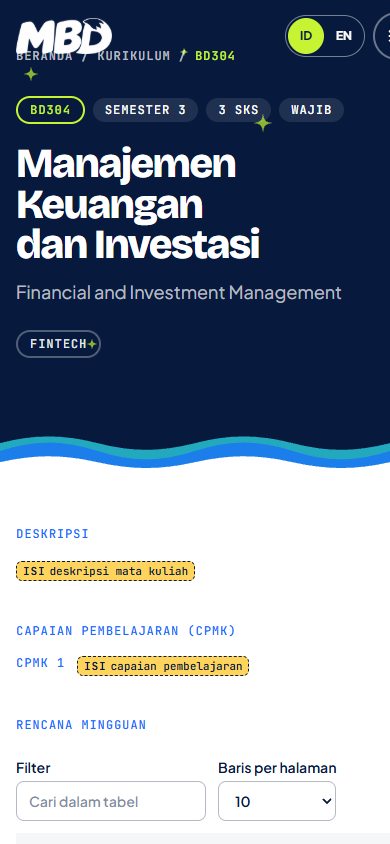 MBD
ID EN
BERANDA / KURIKULUM / BD304
BD304 SEMESTER 3 3 SKS WAJIB
Manajemen
Keuangan
dan Investasi
Financial and Investment Management
FINTECH
DESKRIPSI
ISI deskripsi mata kuliah
CAPAIAN PEMBELAJARAN (CPMK)
CPMK 1 ISI capaian pembelajaran
RENCANA MINGGUAN
Filter Baris per halaman
Cari dalam tabel 10